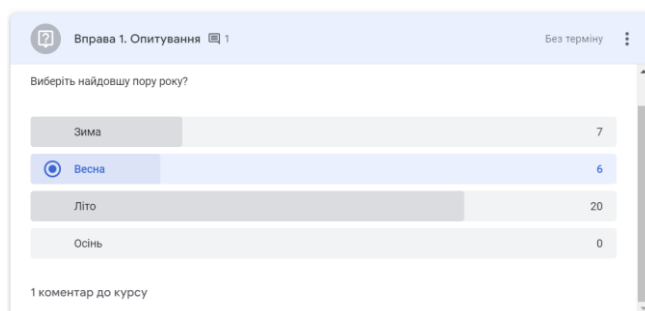 Вправа 1. Опитування 1 Без терміну
Виберіть найдовшу пору року?
Зима 7
Весна 6
Літо 20
Осінь 0
1 коментар до курсу